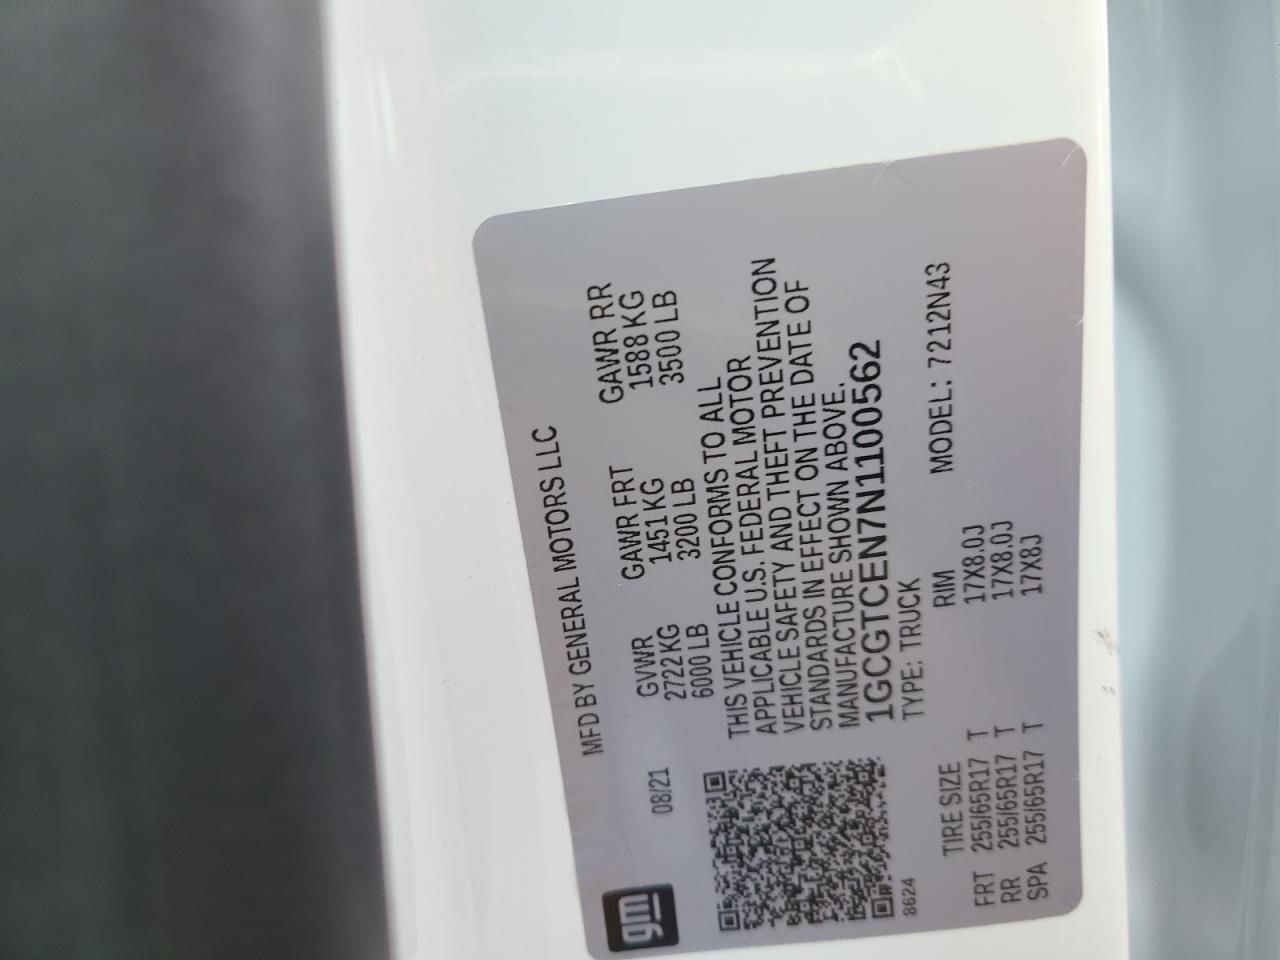 gm
MFD BY GENERAL MOTORS LLC
08/21 GVWR GAWR FRT GAWR RR
2722 KG 1451 KG 1588 KG
6000 LB 3200 LB 3500 LB
THIS VEHICLE CONFORMS TO ALL
APPLICABLE U.S. FEDERAL MOTOR
VEHICLE SAFETY AND THEFT PREVENTION
STANDARDS IN EFFECT ON THE DATE OF
MANUFACTURE SHOWN ABOVE.
1GCGTCEN7N1100562
8624 TYPE: TRUCK MODEL: 7212N43
TIRE SIZE RIM
FRT 255/65R17 T 17X8.0J
RR 255/65R17 T 17X8.0J
SPA 255/65R17 T 17X8J